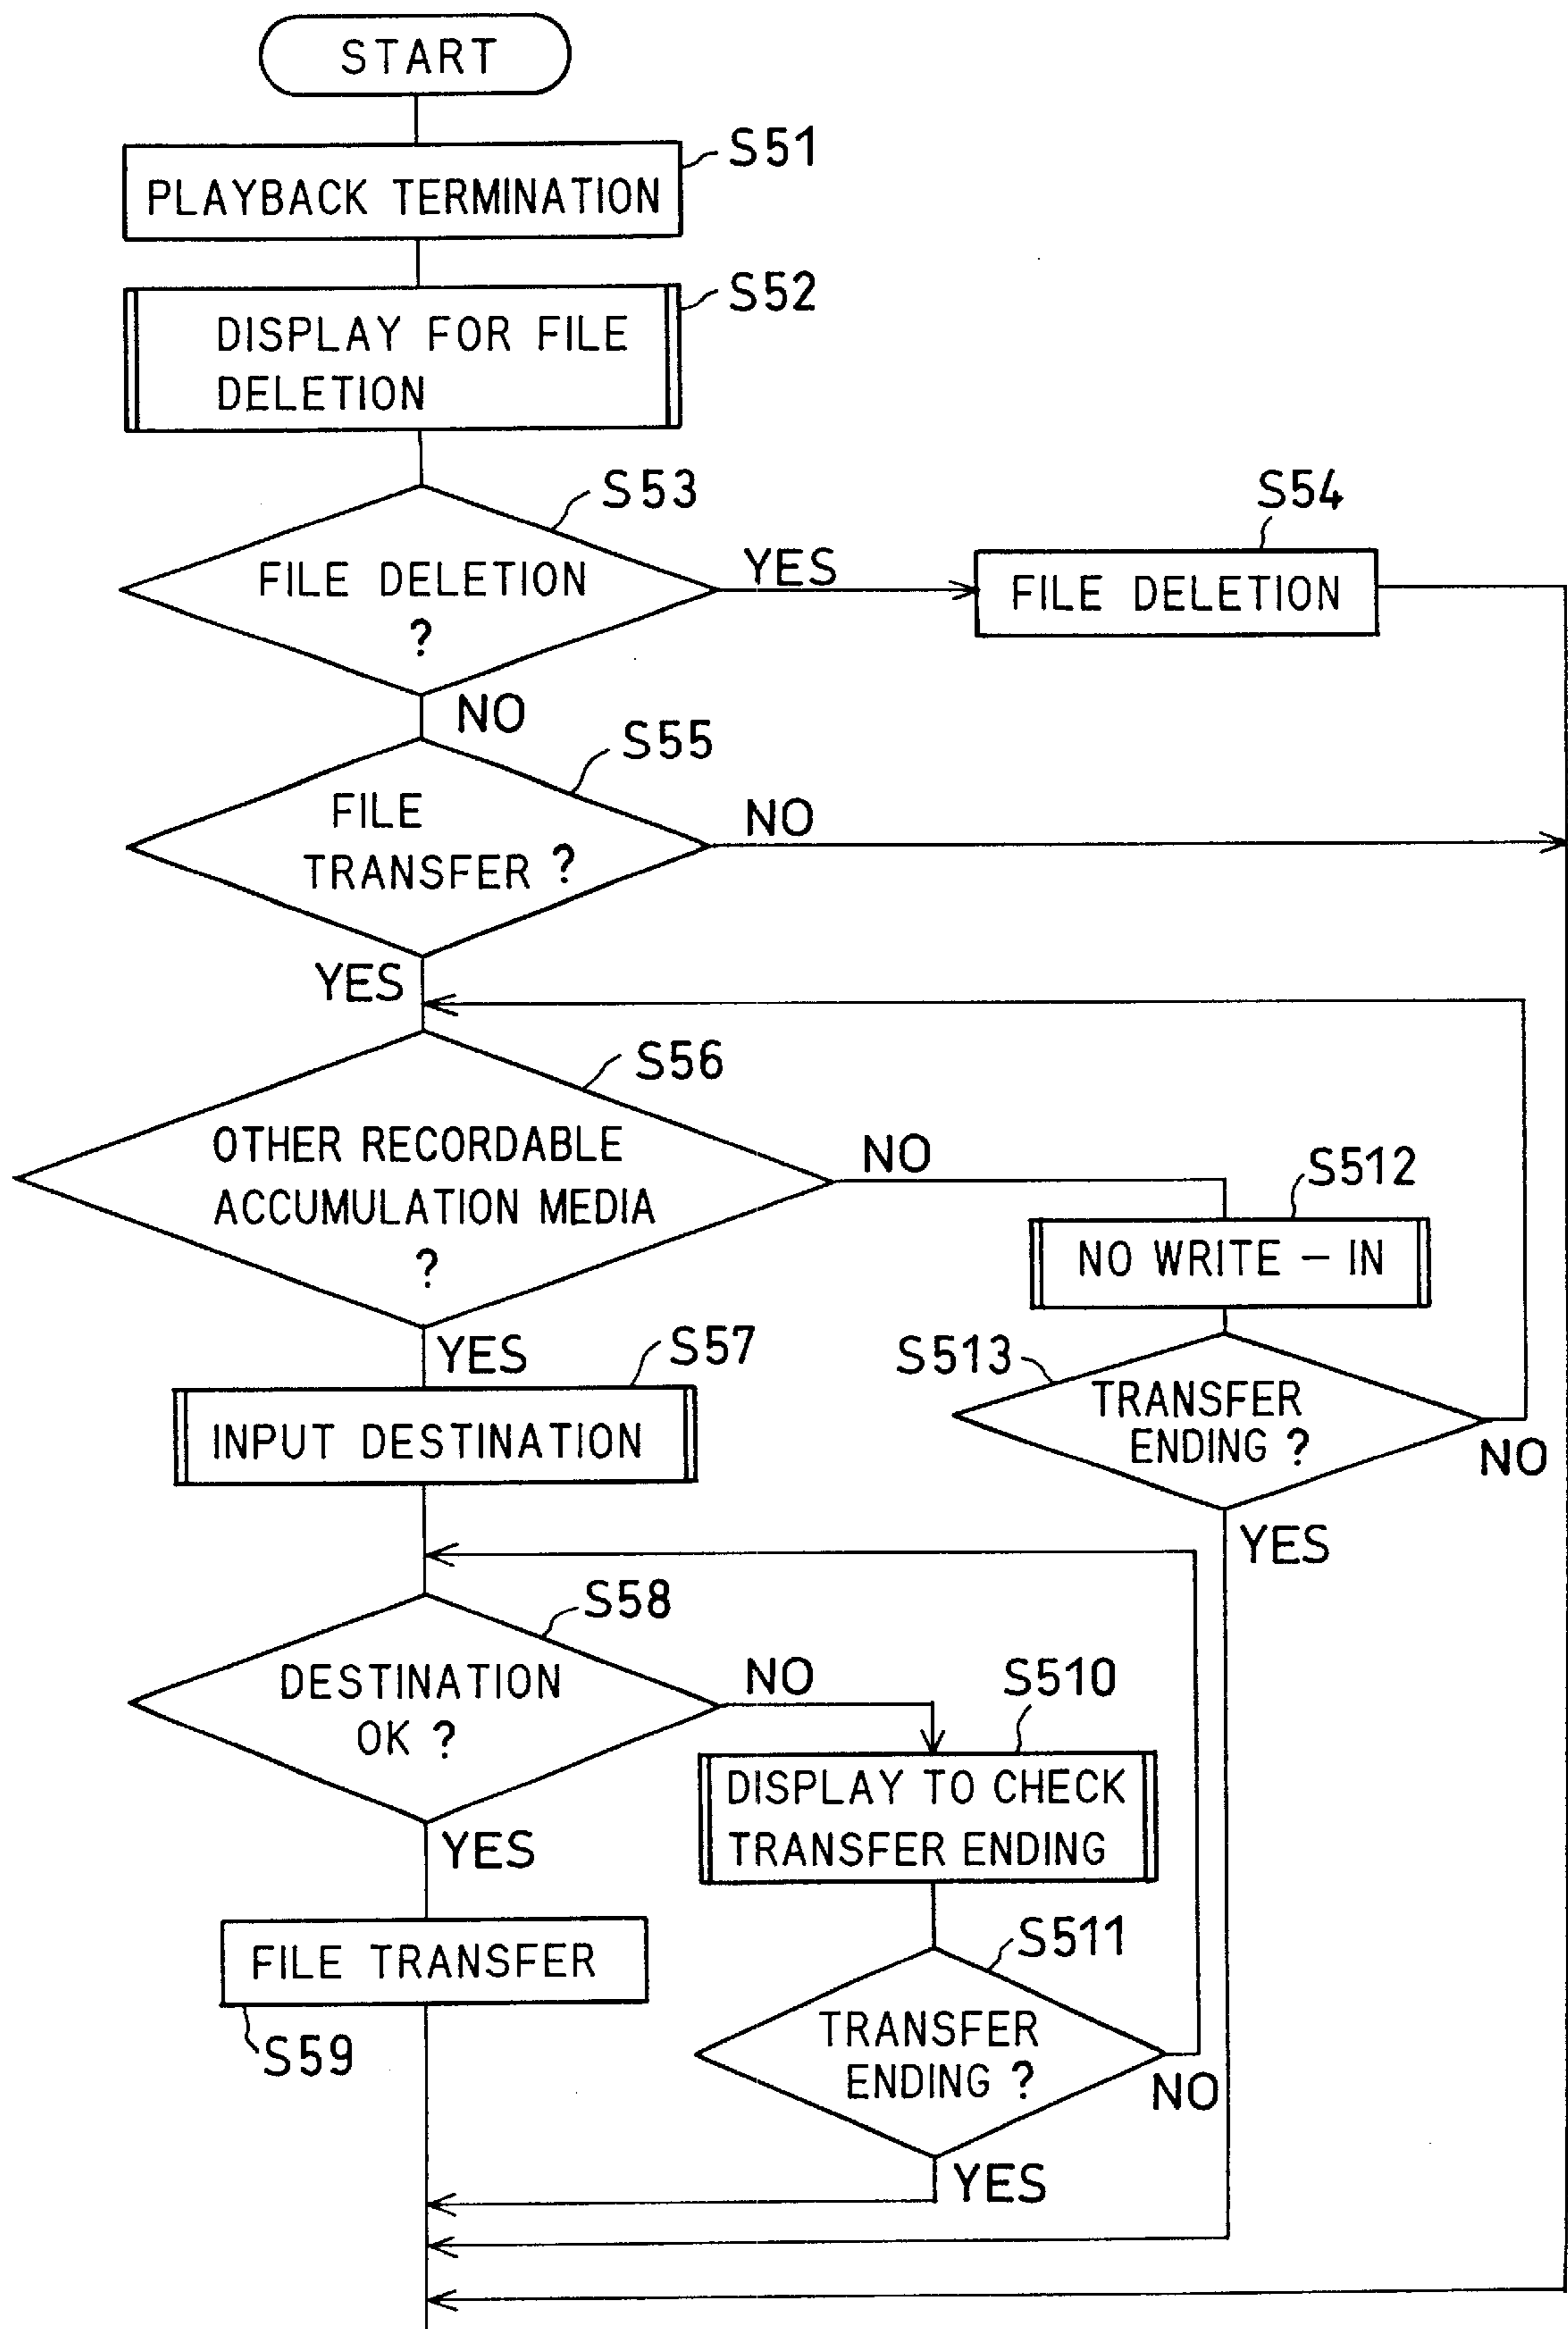 START
S51
PLAYBACK TERMINATION
S52
DISPLAY FOR FILE
DELETION
S53
FILE DELETION
?
YES
S54
FILE DELETION
NO
S55
FILE
TRANSFER ?
NO
YES
S56
OTHER RECORDABLE
ACCUMULATION MEDIA
?
NO
S512
NO WRITE - IN
YES
S57
INPUT DESTINATION
S513
TRANSFER
ENDING ?
NO
YES
S58
DESTINATION
OK ?
NO
S510
DISPLAY TO CHECK
TRANSFER ENDING
YES
FILE TRANSFER
S59
S511
TRANSFER
ENDING ?
NO
YES